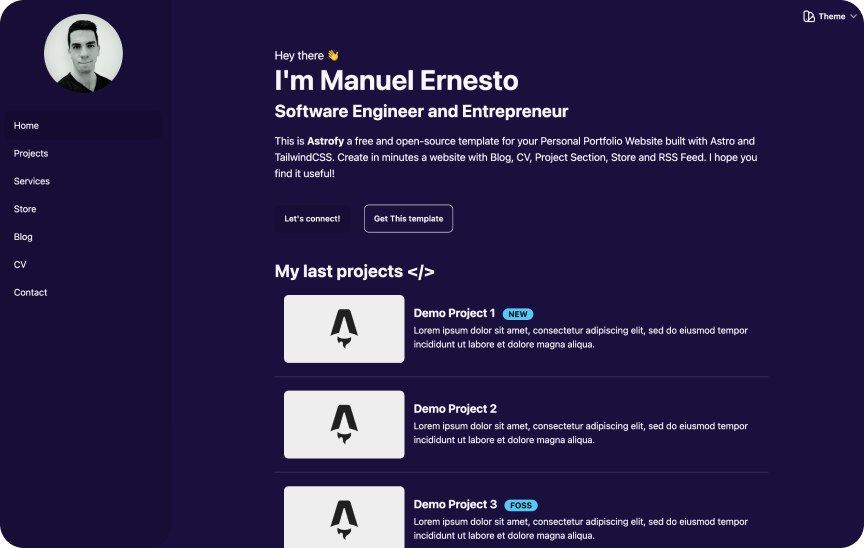 Theme
Home
Projects
Services
Store
Blog
CV
Contact
Hey there 👋
I'm Manuel Ernesto
Software Engineer and Entrepreneur
This is Astrofy a free and open-source template for your Personal Portfolio Website built with Astro and
TailwindCSS. Create in minutes a website with Blog, CV, Project Section, Store and RSS Feed. I hope you
find it useful!
Let's connect!
Get This template
My last projects </>
Demo Project 1 NEW
Lorem ipsum dolor sit amet, consectetur adipiscing elit, sed do eiusmod tempor
incididunt ut labore et dolore magna aliqua.
Demo Project 2
Lorem ipsum dolor sit amet, consectetur adipiscing elit, sed do eiusmod tempor
incididunt ut labore et dolore magna aliqua.
Demo Project 3 FOSS
Lorem ipsum dolor sit amet, consectetur adipiscing elit, sed do eiusmod tempor
incididunt ut labore et dolore magna aliqua.